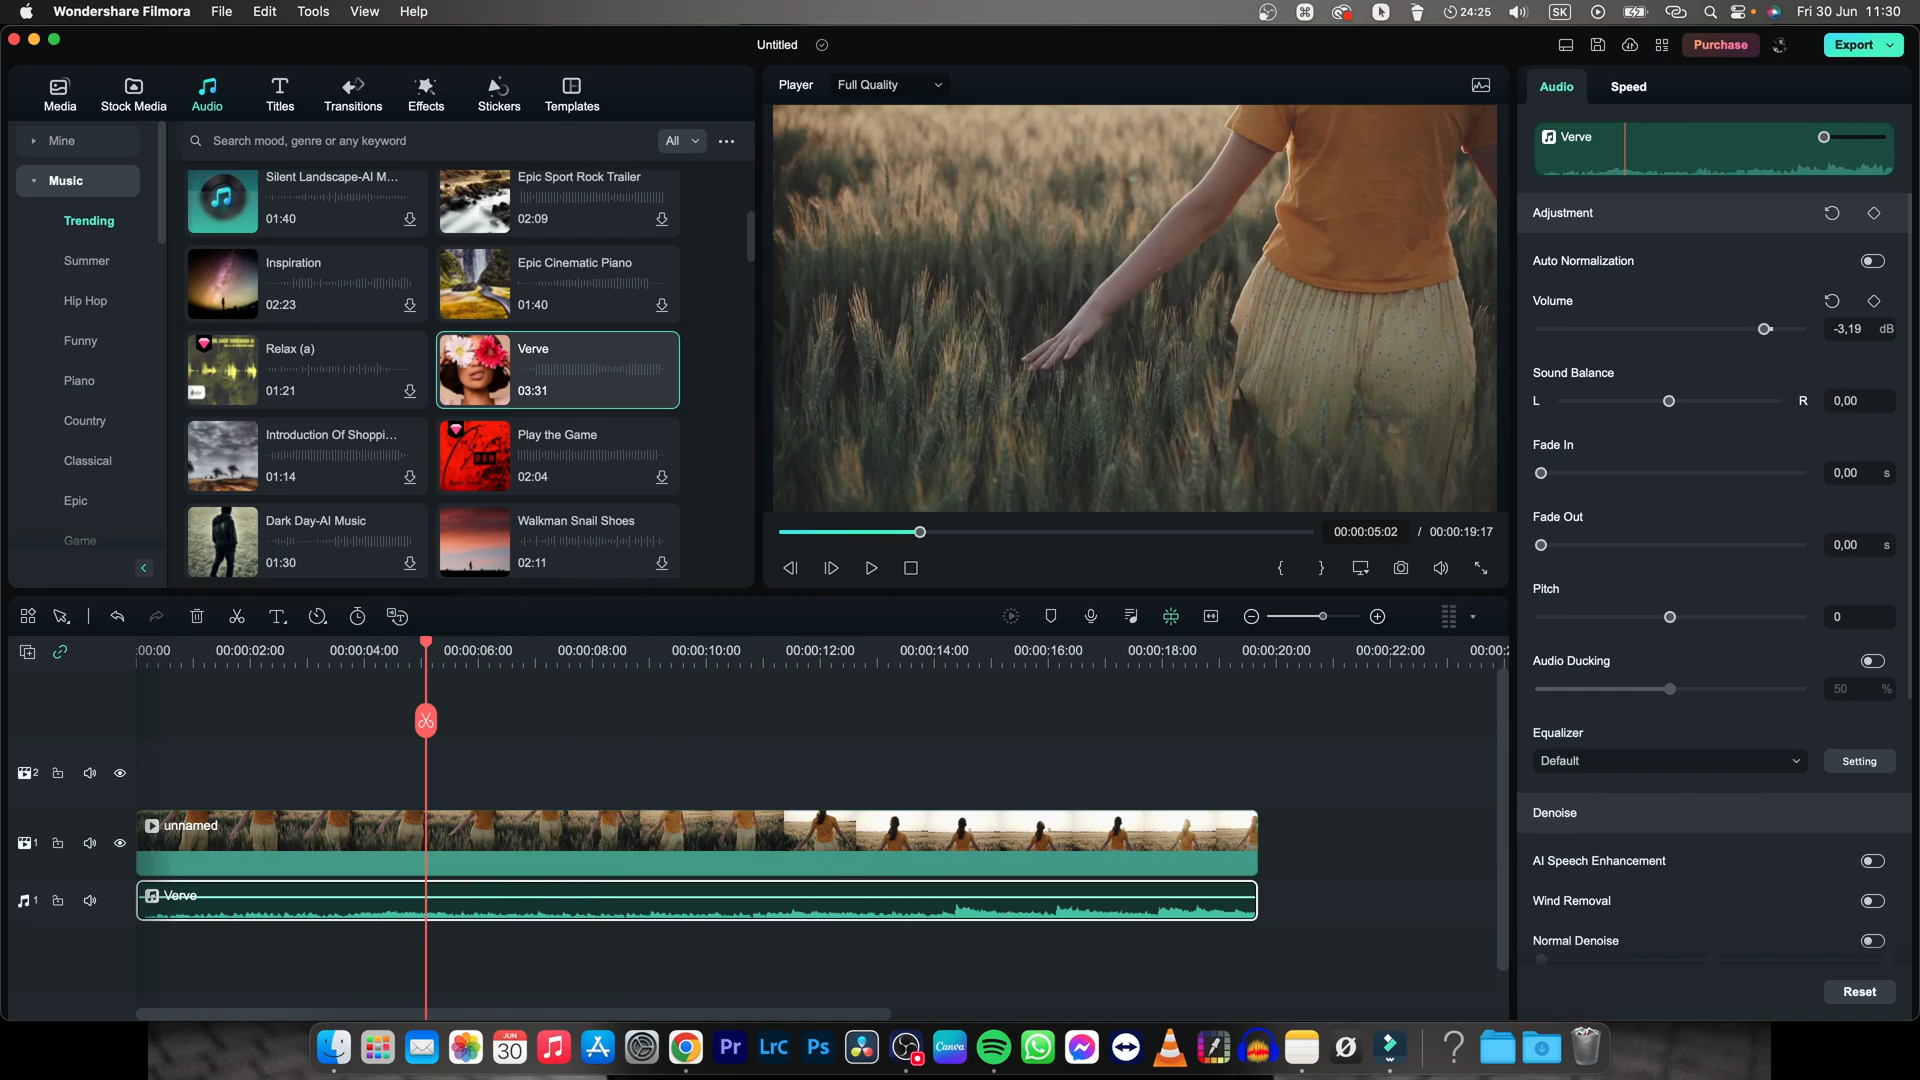 Wondershare Filmora File Edit Tools View Help
24:25 SK Fri 30 Jun 11:30
Untitled
Purchase
Export
Media
Stock Media
Audio
Titles
Transitions
Effects
Stickers
Templates
Mine
Music
Trending
Summer
Hip Hop
Funny
Piano
Country
Classical
Epic
Game
Search mood, genre or any keyword
All
Silent Landscape-AI M...
01:40
Epic Sport Rock Trailer
02:09
Inspiration
02:23
Epic Cinematic Piano
01:40
Relax (a)
01:21
Verve
03:31
Introduction Of Shoppi...
01:14
Play the Game
02:04
Dark Day-AI Music
01:30
Walkman Snail Shoes
02:11
Player
Full Quality
00:00:05:02 / 00:00:19:17
Audio
Speed
Verve
Adjustment
Auto Normalization
Volume
-3,19 dB
Sound Balance
L
R
0,00
Fade In
0,00 s
Fade Out
0,00 s
Pitch
0
Audio Ducking
50 %
Equalizer
Default
Setting
Denoise
AI Speech Enhancement
Wind Removal
Normal Denoise
Reset
:00:00 00:00:02:00 00:00:04:00 00:00:06:00 00:00:08:00 00:00:10:00 00:00:12:00 00:00:14:00 00:00:16:00 00:00:18:00 00:00:20:00 00:00:22:00 00:00:2
2
1
unnamed
1
Verve
JUN
30
Pr
LrC
Ps
Canva